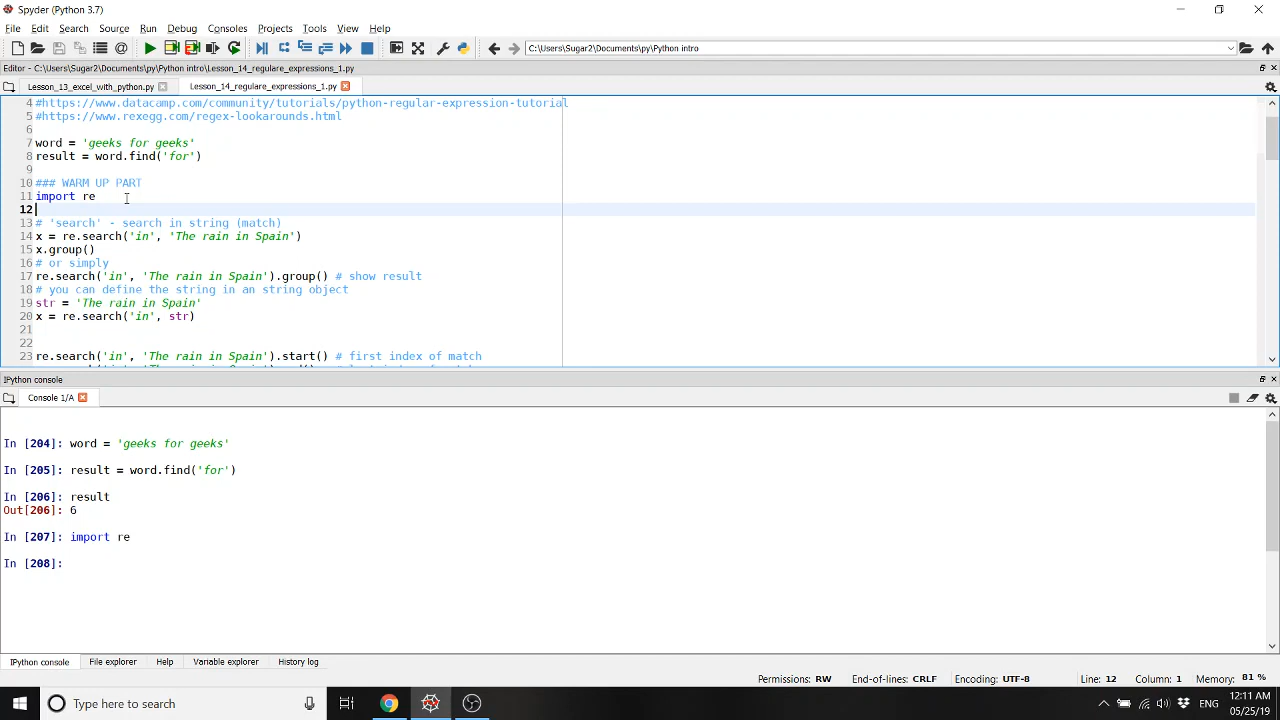 Spyder (Python 3.7)
File Edit Search Source Run Debug Consoles Projects Tools View Help
C:\Users\Sugar2\Documents\py\Python intro
Editor - C:\Users\Sugar2\Documents\py\Python intro\Lesson_14_regulare_expressions_1.py
Lesson_13_excel_with_python.py Lesson_14_regulare_expressions_1.py
4 #https://www.datacamp.com/community/tutorials/python-regular-expression-tutorial
5 #https://www.rexegg.com/regex-lookarounds.html
6
7 word = 'geeks for geeks'
8 result = word.find('for')
9
10 ### WARM UP PART
11 import re
12
13 # 'search' - search in string (match)
14 x = re.search('in', 'The rain in Spain')
15 x.group()
16 # or simply
17 re.search('in', 'The rain in Spain').group() # show result
18 # you can define the string in an string object
19 str = 'The rain in Spain'
20 x = re.search('in', str)
21
22
23 re.search('in', 'The rain in Spain').start() # first index of match
IPython console
Console 1/A
In [204]: word = 'geeks for geeks'
In [205]: result = word.find('for')
In [206]: result
Out[206]: 6
In [207]: import re
In [208]:
IPython console File explorer Help Variable explorer History log
Permissions: RW End-of-lines: CRLF Encoding: UTF-8 Line: 12 Column: 1 Memory: 81 %
Type here to search
ENG
12:11 AM
05/25/19